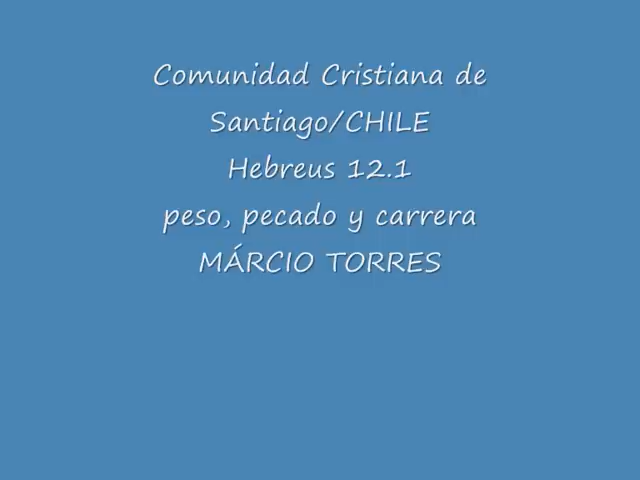 Comunidad Cristiana de
Santiago/CHILE
Hebreus 12.1
peso, pecado y carrera
MÁRCIO TORRES